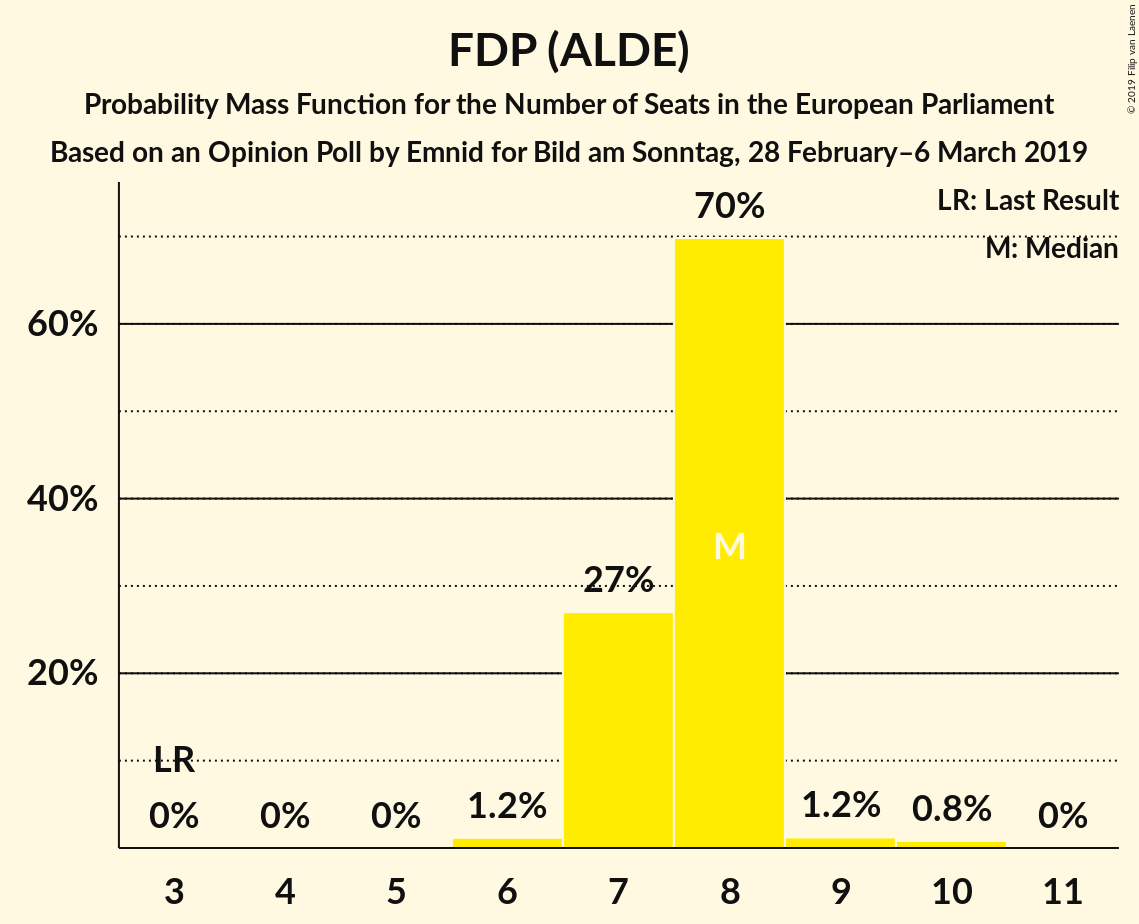 FDP (ALDE)
Probability Mass Function for the Number of Seats in the European Parliament
Based on an Opinion Poll by Emnid for Bild am Sonntag, 28 February–6 March 2019
© 2019 Filip van Laenen
LR: Last Result
M: Median
70%
60%
40%
M
27%
20%
LR
0%
0%
0%
1.2%
1.2%
0.8%
0%
3 4 5 6 7 8 9 10 11